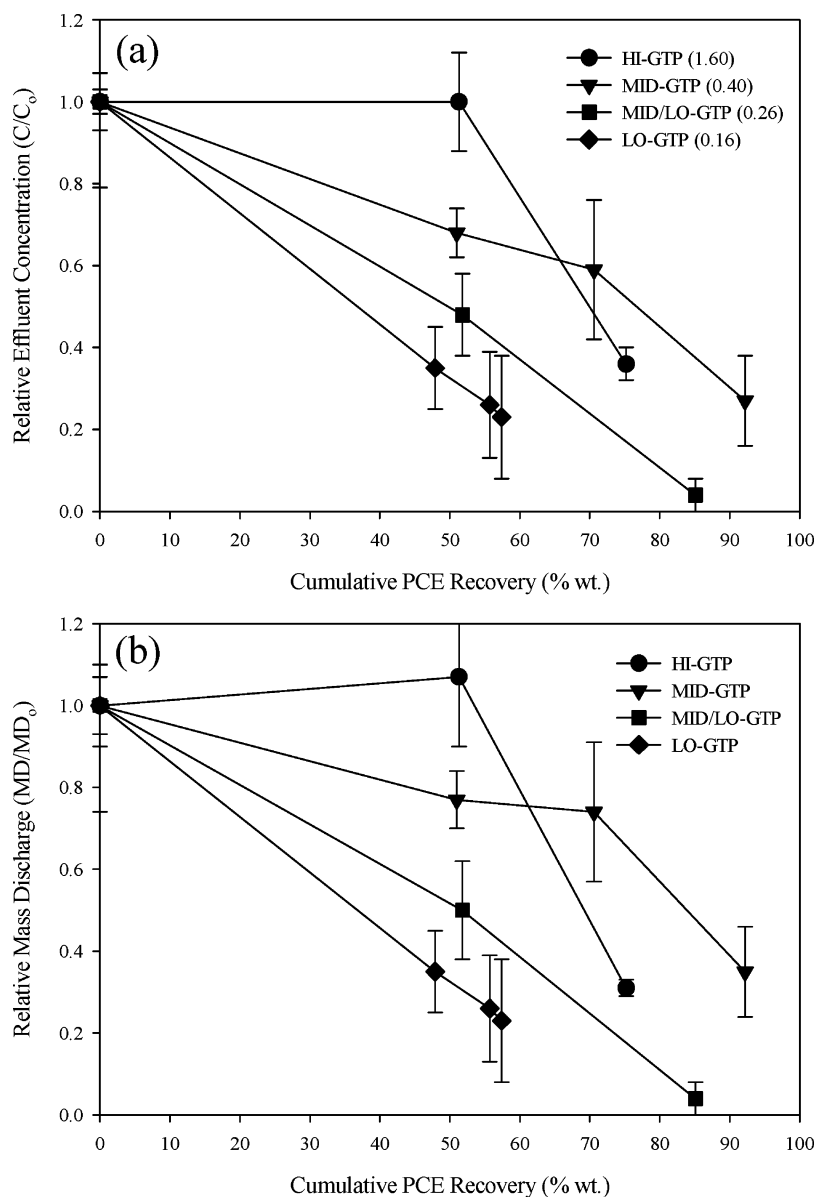 (a)
HI-GTP (1.60)
MID-GTP (0.40)
MID/LO-GTP (0.26)
LO-GTP (0.16)
Relative Effluent Concentration (C/Co)
1.2
1.0
0.8
0.6
0.4
0.2
0.0
0 10 20 30 40 50 60 70 80 90 100
Cumulative PCE Recovery (% wt.)
(b)
HI-GTP
MID-GTP
MID/LO-GTP
LO-GTP
Relative Mass Discharge (MD/MDo)
1.2
1.0
0.8
0.6
0.4
0.2
0.0
0 10 20 30 40 50 60 70 80 90 100
Cumulative PCE Recovery (% wt.)